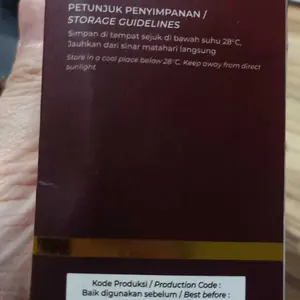 PETUNJUK PENYIMPANAN /
STORAGE GUIDELINES
Simpan di tempat sejuk di bawah suhu 28°C,
Jauhkan dari sinar matahari langsung
Store in a cool place below 28°C. Keep away from direct
sunlight.
Kode Produksi / Production Code :
Baik digunakan sebelum / Best before :